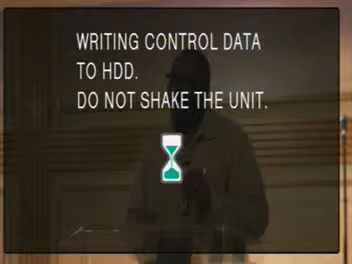 WRITING CONTROL DATA
TO HDD.
DO NOT SHAKE THE UNIT.